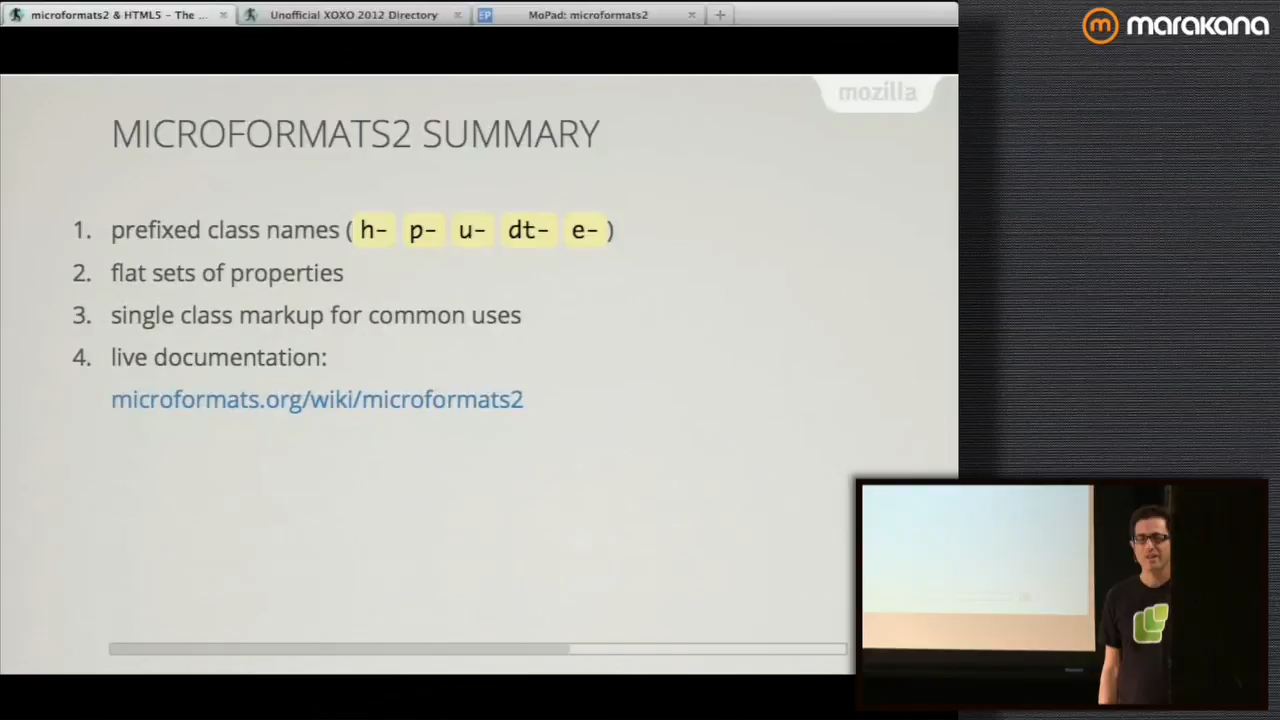 microformats2 & HTML5 - The ...
Unofficial XOXO 2012 Directory
EP
MoPad: microformats2
m marakana
mozilla
MICROFORMATS2 SUMMARY
1. prefixed class names ( h- p- u- dt- e- )
2. flat sets of properties
3. single class markup for common uses
4. live documentation:
microformats.org/wiki/microformats2